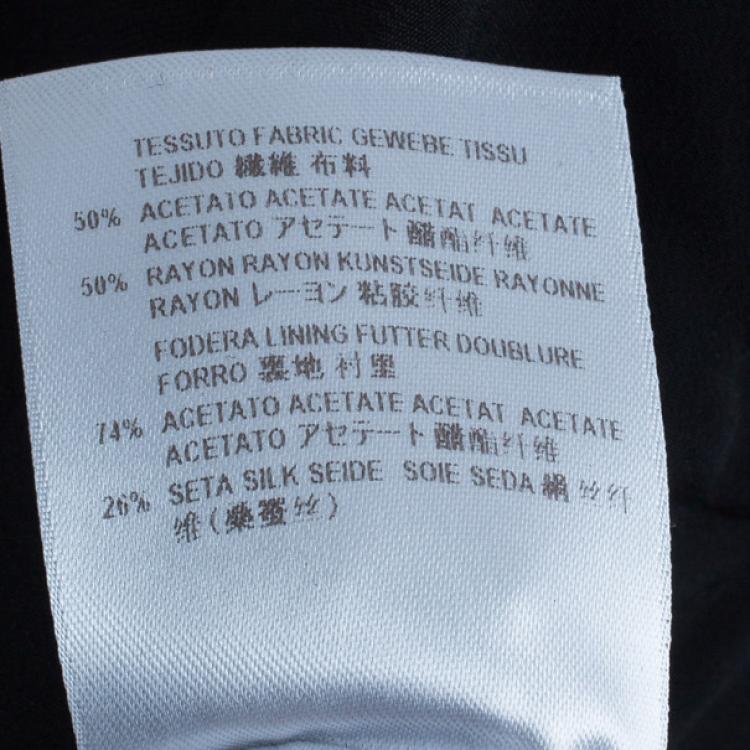 TESSUTO FABRIC GEWEBE TISSU
TEJIDO 繊維 布料
50% ACETATO ACETATE ACETAT ACETATE
ACETATO アセテート 醋酯纤维
50% RAYON RAYON KUNSTSEIDE RAYONNE
RAYON レーヨン 粘胶纤维
FODERA LINING FUTTER DOUBLURE
FORRO 裏地 衬里
74% ACETATO ACETATE ACETAT ACETATE
ACETATO アセテート 醋酯纤维
26% SETA SILK SEIDE SOIE SEDA 絹 丝纤
维(桑蚕丝)